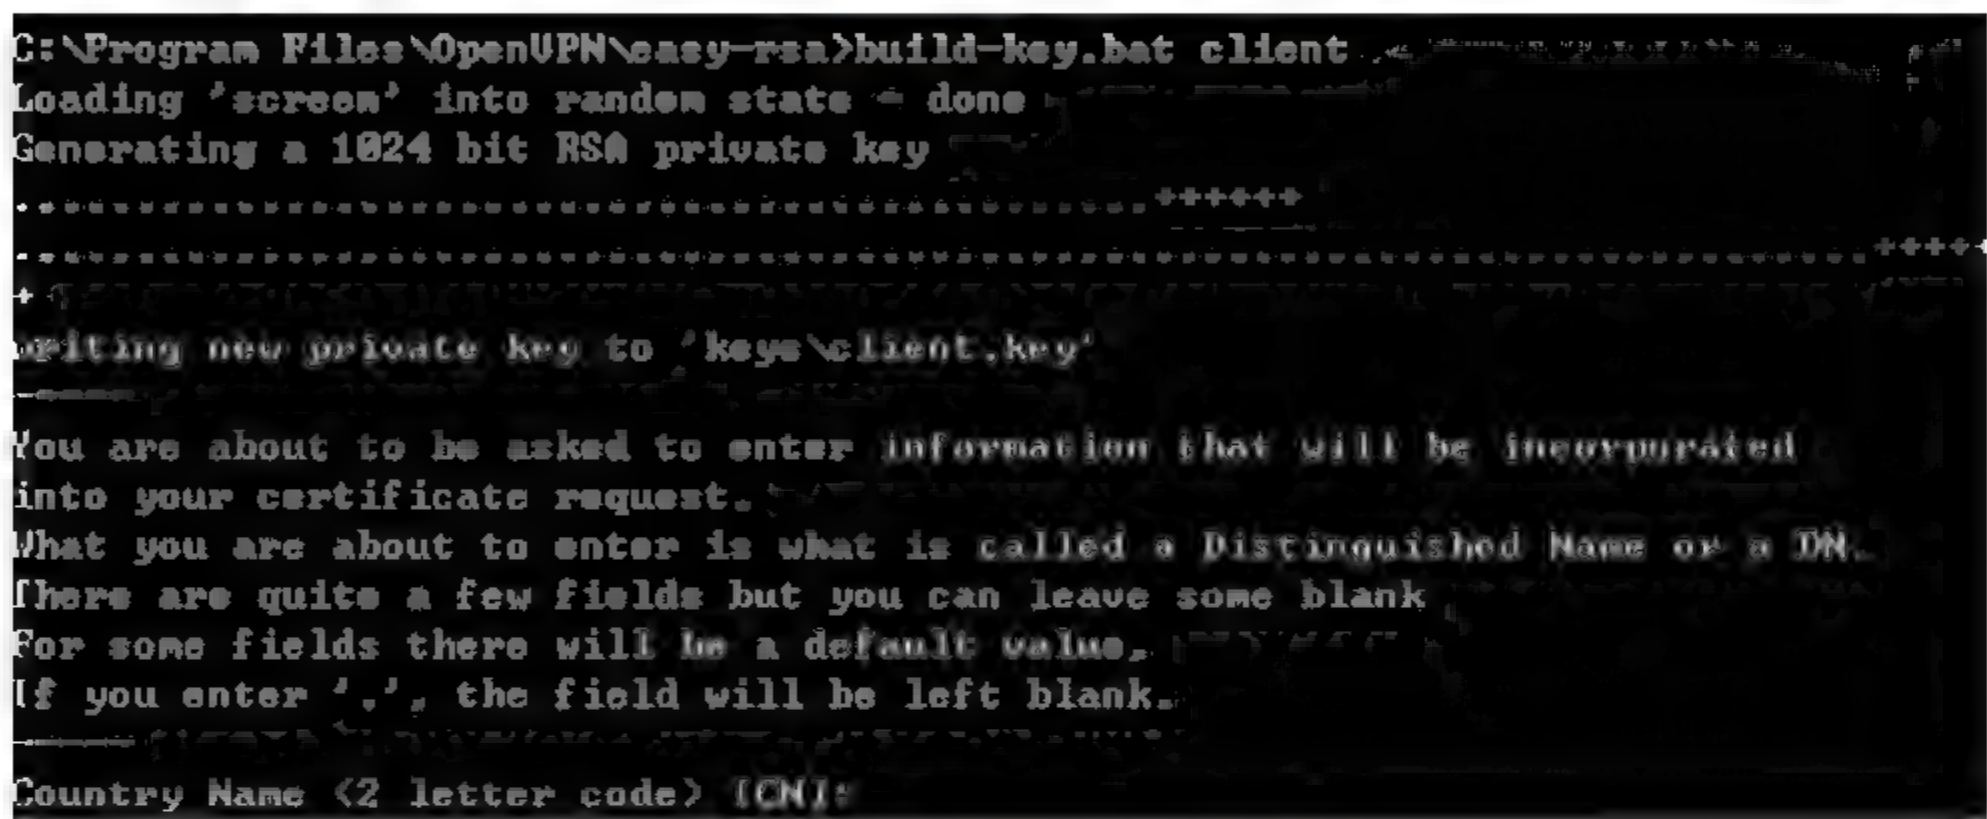 C:\Program Files\OpenVPN\easy-rsa>build-key.bat client
Loading 'screen' into random state - done
Generating a 1024 bit RSA private key
..............................................++++++
...........................................................................+++++
+
writing new private key to 'keys\client.key'
-----
You are about to be asked to enter information that will be incorporated
into your certificate request.
What you are about to enter is what is called a Distinguished Name or a DN.
There are quite a few fields but you can leave some blank
For some fields there will be a default value,
If you enter '.', the field will be left blank.
-----
Country Name (2 letter code) [CN]: